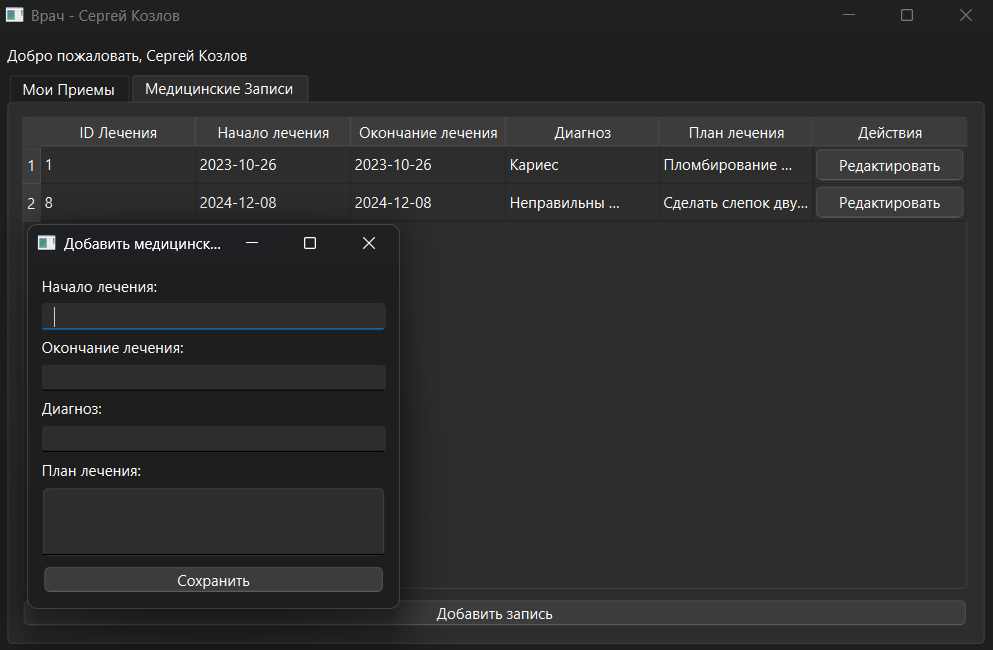 Врач - Сергей Козлов
Добро пожаловать, Сергей Козлов
Мои Приемы Медицинские Записи
ID Лечения Начало лечения Окончание лечения Диагноз План лечения Действия
1 1 2023-10-26 2023-10-26 Кариес Пломбирование ... Редактировать
2 8 2024-12-08 2024-12-08 Неправильны ... Сделать слепок дву... Редактировать
Добавить медицинск...
Начало лечения:
Окончание лечения:
Диагноз:
План лечения:
Сохранить
Добавить запись